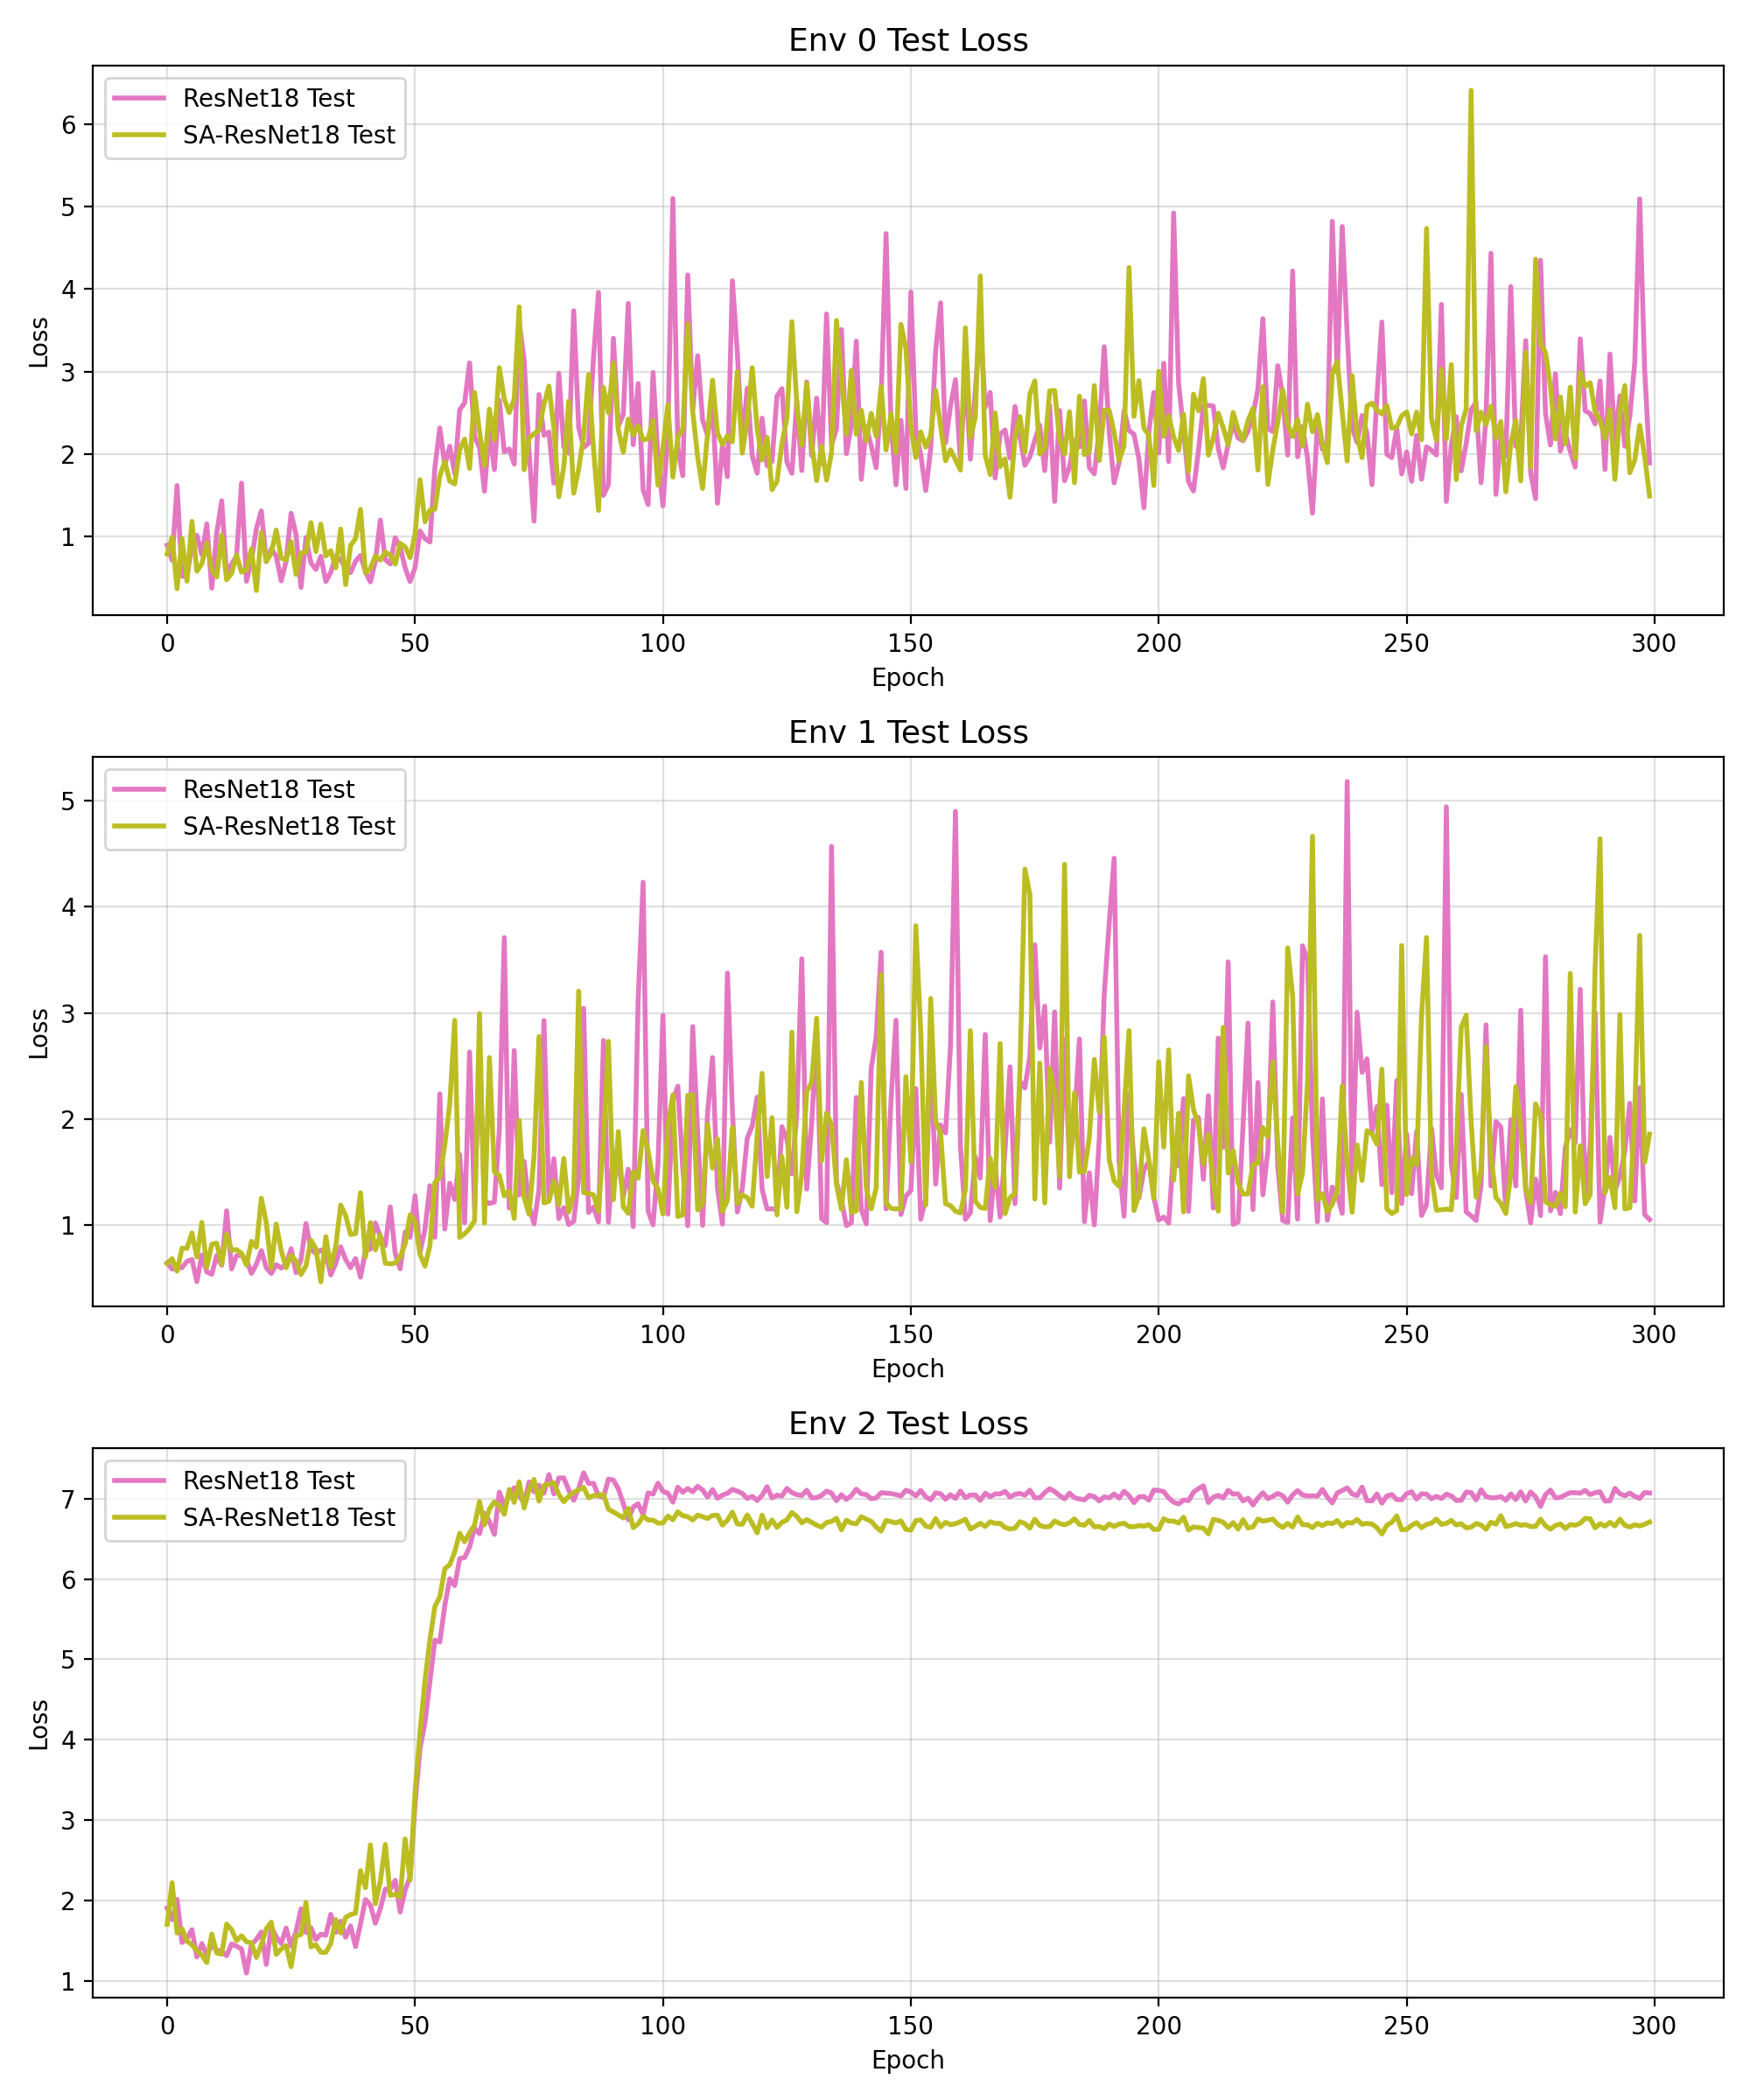 Env 0 Test Loss
ResNet18 Test
SA-ResNet18 Test
Loss
6
5
4
3
2
1
0 50 100 150 200 250 300
Epoch
Env 1 Test Loss
ResNet18 Test
SA-ResNet18 Test
Loss
5
4
3
2
1
0 50 100 150 200 250 300
Epoch
Env 2 Test Loss
ResNet18 Test
SA-ResNet18 Test
Loss
7
6
5
4
3
2
1
0 50 100 150 200 250 300
Epoch